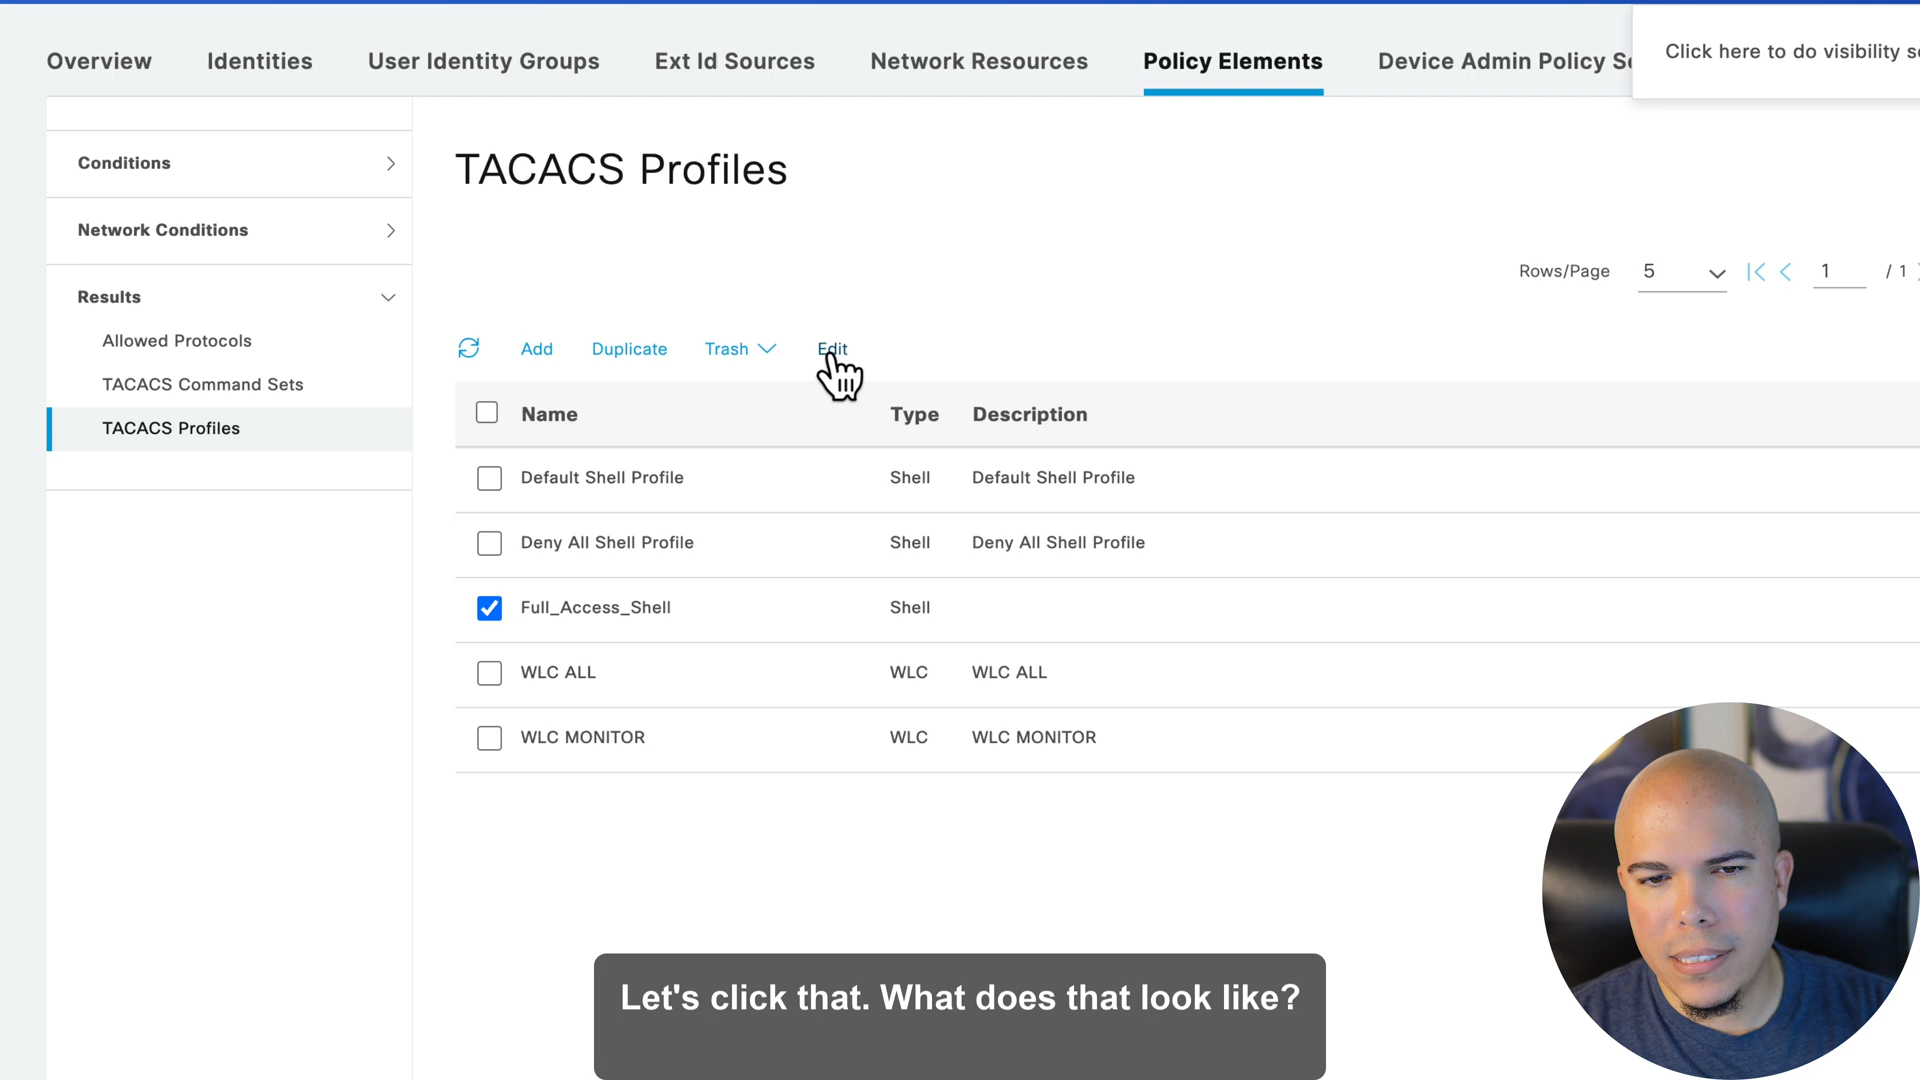 Overview Identities User Identity Groups Ext Id Sources Network Resources Policy Elements Device Admin Policy
Click here to do visibility
Conditions
Network Conditions
Results
Allowed Protocols
TACACS Command Sets
TACACS Profiles
TACACS Profiles
Rows/Page 5 1 / 1
Add Duplicate Trash Edit
Name Type Description
Default Shell Profile Shell Default Shell Profile
Deny All Shell Profile Shell Deny All Shell Profile
Full_Access_Shell Shell
WLC ALL WLC WLC ALL
WLC MONITOR WLC WLC MONITOR
Let's click that. What does that look like?